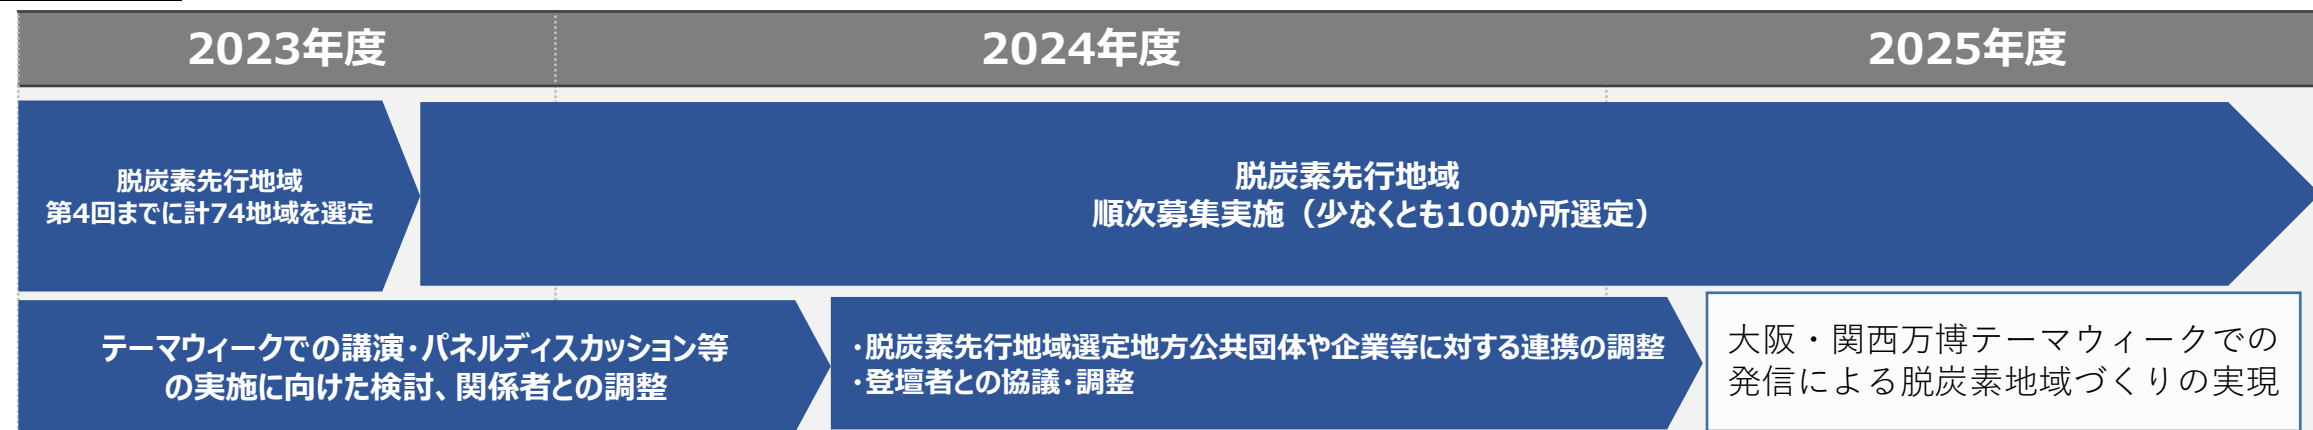 2023年度
2024年度
2025年度
脱炭素先行地域
第4回までに計74地域を選定
脱炭素先行地域
順次募集実施（少なくとも100か所選定）
テーマウィークでの講演・パネルディスカッション等
の実施に向けた検討、関係者との調整
・脱炭素先行地域選定地方公共団体や企業等に対する連携の調整
・登壇者との協議・調整
大阪・関西万博テーマウィークでの
発信による脱炭素地域づくりの実現